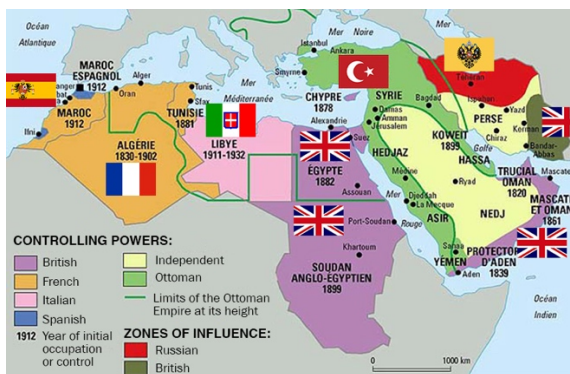 Océan
Atlantique
MAROC
ESPAGNOL
1912
Alger
Oran
MAROC
1912
Ifni
ALGÉRIE
1830-1902
Tunis
Sfax
TUNISIE
1881
Mer
Méditerranée
LIBYE
1911-1932
Mer Noire
Istanbul
Ankara
Smyrne
CHYPRE
1878
SYRIE
Damas
Amman
Jérusalem
Bagdad
Alexandrie
Suez
ÉGYPTE
1882
Assouan
HEDJAZ
Médine
Djeddah
La Mecque
Mer
Rouge
Port-Soudan
Khartoum
SOUDAN
ANGLO-ÉGYPTIEN
1899
ASIR
Sanaa
YÉMEN
Aden
PROTECTOR
D'ADEN
1839
NEDJ
Ryad
KOWEIT
1899
HASSA
Golfe
Téhéran
Ispahan
Yazd
PERSE
Kerman
Chiraz
Bandar-
Abbas
TRUCIAL
OMAN
1820
Mascate
MASCATE
ET OMAN
1861
Océan
Indien
CONTROLLING POWERS:
British
French
Italian
Spanish
1912 Year of initial
occupation
or control
Independent
Ottoman
Limits of the Ottoman
Empire at its height
ZONES OF INFLUENCE:
Russian
British
0 1000 km